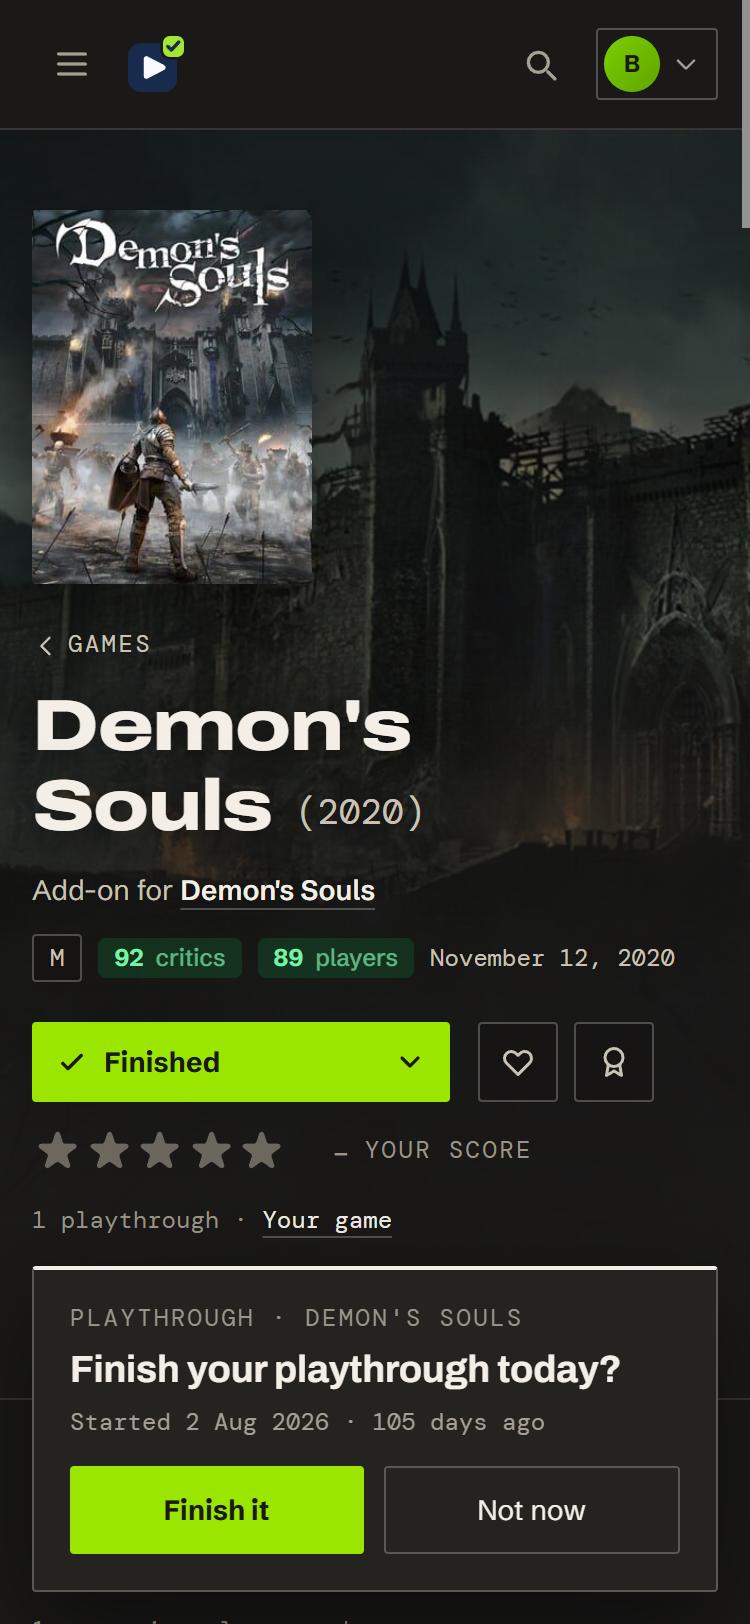 B
Demon's
Souls
GAMES
Demon's
Souls (2020)
Add-on for Demon's Souls
M 92 critics 89 players November 12, 2020
Finished
– YOUR SCORE
1 playthrough · Your game
PLAYTHROUGH · DEMON'S SOULS
Finish your playthrough today?
Started 2 Aug 2026 · 105 days ago
Finish it Not now